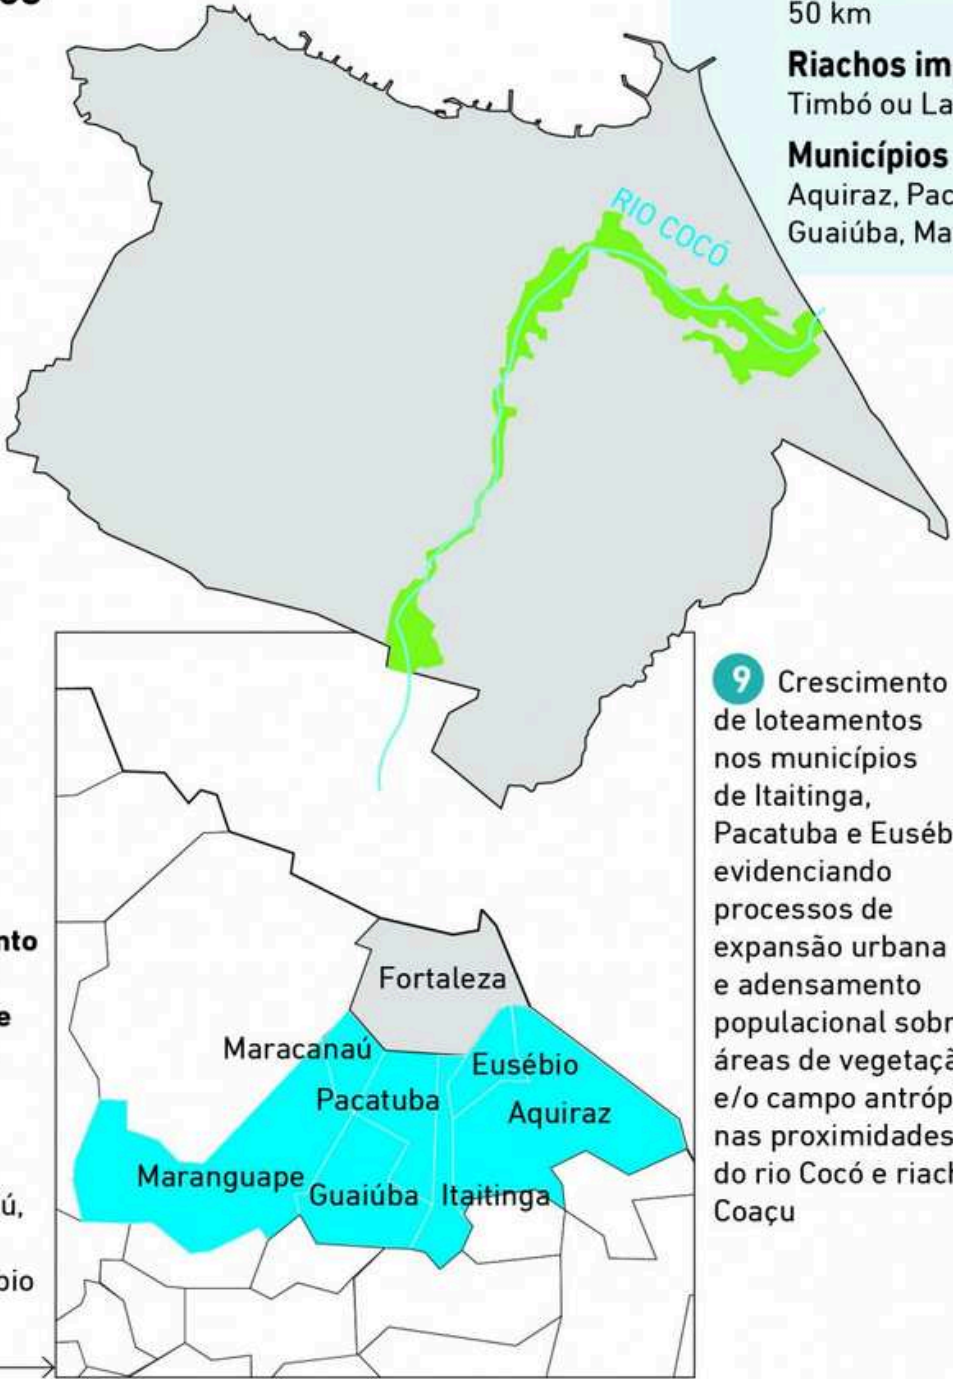 50 km
Riachos im
Timbó ou La
Municípios
Aquiraz, Pac
Guaiúba, Ma
RIO COCÓ
9 Crescimento
de loteamentos
nos municípios
de Itaitinga,
Pacatuba e Euséb
evidenciando
processos de
expansão urbana
e adensamento
populacional sobr
áreas de vegetaçã
e/o campo antróp
nas proximidades
do rio Cocó e riach
Coaçu
nto
e
ú,
bio
Fortaleza
Maracanaú
Eusébio
Pacatuba
Aquiraz
Maranguape
Guaiúba
Itaitinga